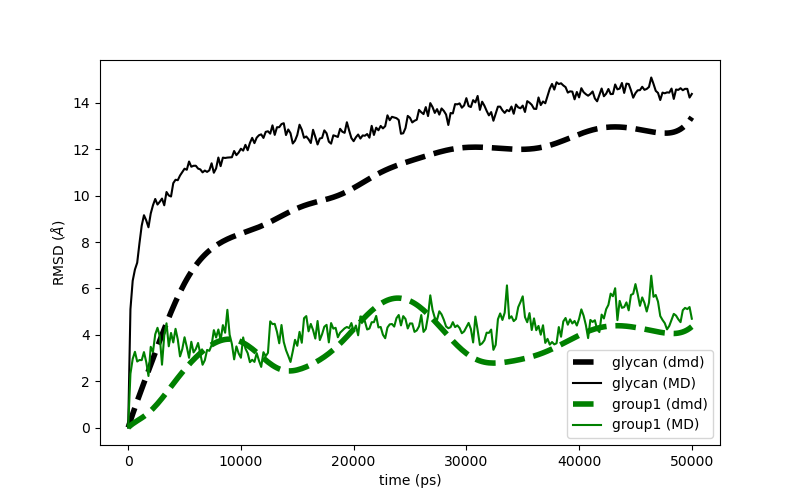 14
12
10
8
6
4
2
0
RMSD (Å)
0 10000 20000 30000 40000 50000
time (ps)
glycan (dmd)
glycan (MD)
group1 (dmd)
group1 (MD)